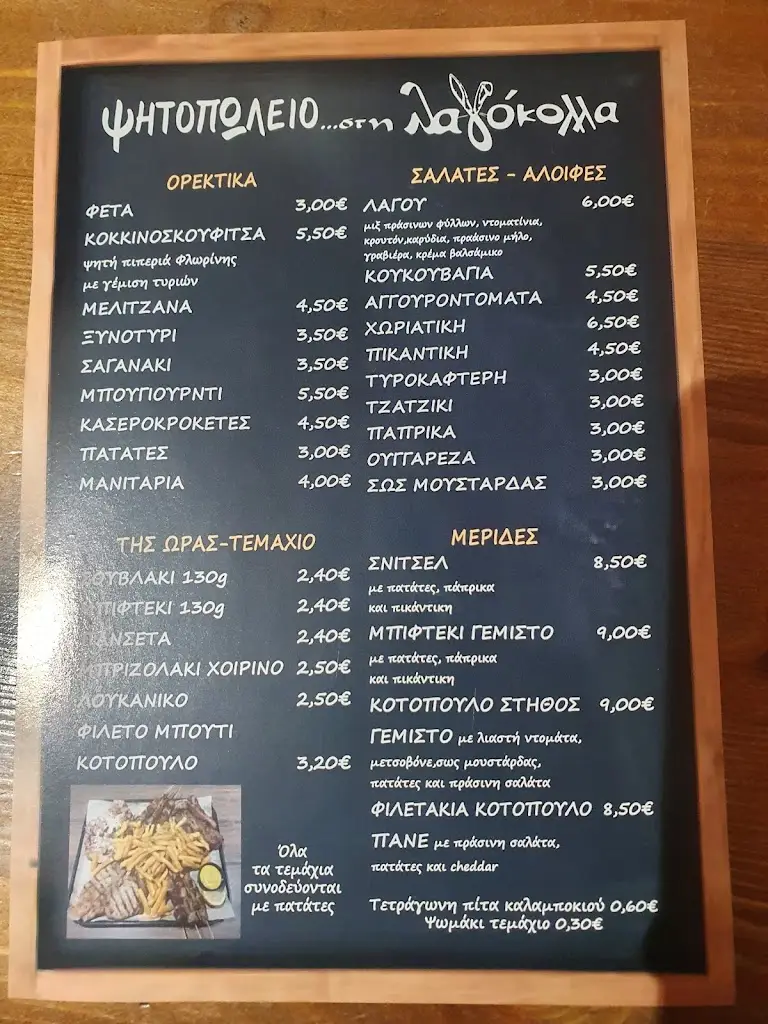 ΨΗΤΟΠΩΛΕΙΟ...στη λαγόκολλα
ΟΡΕΚΤΙΚΑ
ΦΕΤΑ 3,00€
ΚΟΚΚΙΝΟΣΚΟΥΦΙΤΣΑ 5,50€
ψητή πιπεριά Φλωρίνης
με γέμιση τυριών
ΜΕΛΙΤΖΑΝΑ 4,50€
ΞΥΝΟΤΥΡΙ 3,50€
ΣΑΓΑΝΑΚΙ 3,50€
ΜΠΟΥΓΙΟΥΡΝΤΙ 5,50€
ΚΑΣΕΡΟΚΡΟΚΕΤΕΣ 4,50€
ΠΑΤΑΤΕΣ 3,00€
ΜΑΝΙΤΑΡΙΑ 4,00€
ΣΑΛΑΤΕΣ - ΑΛΟΙΦΕΣ
ΛΑΓΟΥ 6,00€
μιξ πράσινων φύλλων, ντοματίνια,
κρουτόν,καρύδια, πραάσινο μήλο,
γραβιέρα, κρέμα βαλσάμικο
ΚΟΥΚΟΥΒΑΓΙΑ 5,50€
ΑΓΓΟΥΡΟΝΤΟΜΑΤΑ 4,50€
ΧΩΡΙΑΤΙΚΗ 6,50€
ΠΙΚΑΝΤΙΚΗ 4,50€
ΤΥΡΟΚΑΦΤΕΡΗ 3,00€
ΤΖΑΤΖΙΚΙ 3,00€
ΠΑΠΡΙΚΑ 3,00€
ΟΥΓΓΑΡΕΖΑ 3,00€
ΣΩΣ ΜΟΥΣΤΑΡΔΑΣ 3,00€
ΤΗΣ ΩΡΑΣ-ΤΕΜΑΧΙΟ
ΣΟΥΒΛΑΚΙ 130g 2,40€
ΜΠΙΦΤΕΚΙ 130g 2,40€
ΠΑΝΣΕΤΑ 2,40€
ΜΠΡΙΖΟΛΑΚΙ ΧΟΙΡΙΝΟ 2,50€
ΛΟΥΚΑΝΙΚΟ 2,50€
ΦΙΛΕΤΟ ΜΠΟΥΤΙ
ΚΟΤΟΠΟΥΛΟ 3,20€
Όλα
τα τεμάχια
συνοδεύονται
με πατάτες
ΜΕΡΙΔΕΣ
ΣΝΙΤΣΕΛ 8,50€
με πατάτες, πάπρικα
και πικάντικη
ΜΠΙΦΤΕΚΙ ΓΕΜΙΣΤΟ 9,00€
με πατάτες, πάπρικα
και πικάντικη
ΚΟΤΟΠΟΥΛΟ ΣΤΗΘΟΣ 9,00€
ΓΕΜΙΣΤΟ με λιαστή ντομάτα,
μετσοβόνε,σως μουστάρδας,
πατάτες και πράσινη σαλάτα
ΦΙΛΕΤΑΚΙΑ ΚΟΤΟΠΟΥΛΟ 8,50€
ΠΑΝΕ με πράσινη σαλάτα,
πατάτες και cheddar
Τετράγωνη πίτα καλαμποκιού 0,60€
Ψωμάκι τεμάχιο 0,30€